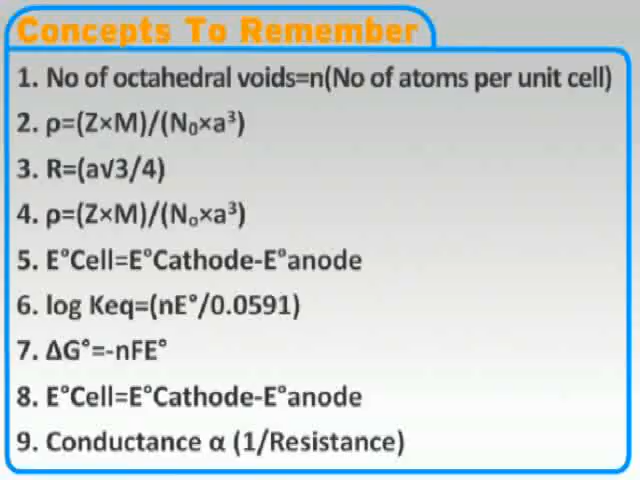 Concepts To Remember
1. No of octahedral voids=n(No of atoms per unit cell)
2. ρ=(Z×M)/(N₀×a³)
3. R=(a√3/4)
4. ρ=(Z×M)/(Nₒ×a³)
5. E°Cell=E°Cathode-E°anode
6. log Keq=(nE°/0.0591)
7. ΔG°=-nFE°
8. E°Cell=E°Cathode-E°anode
9. Conductance α (1/Resistance)